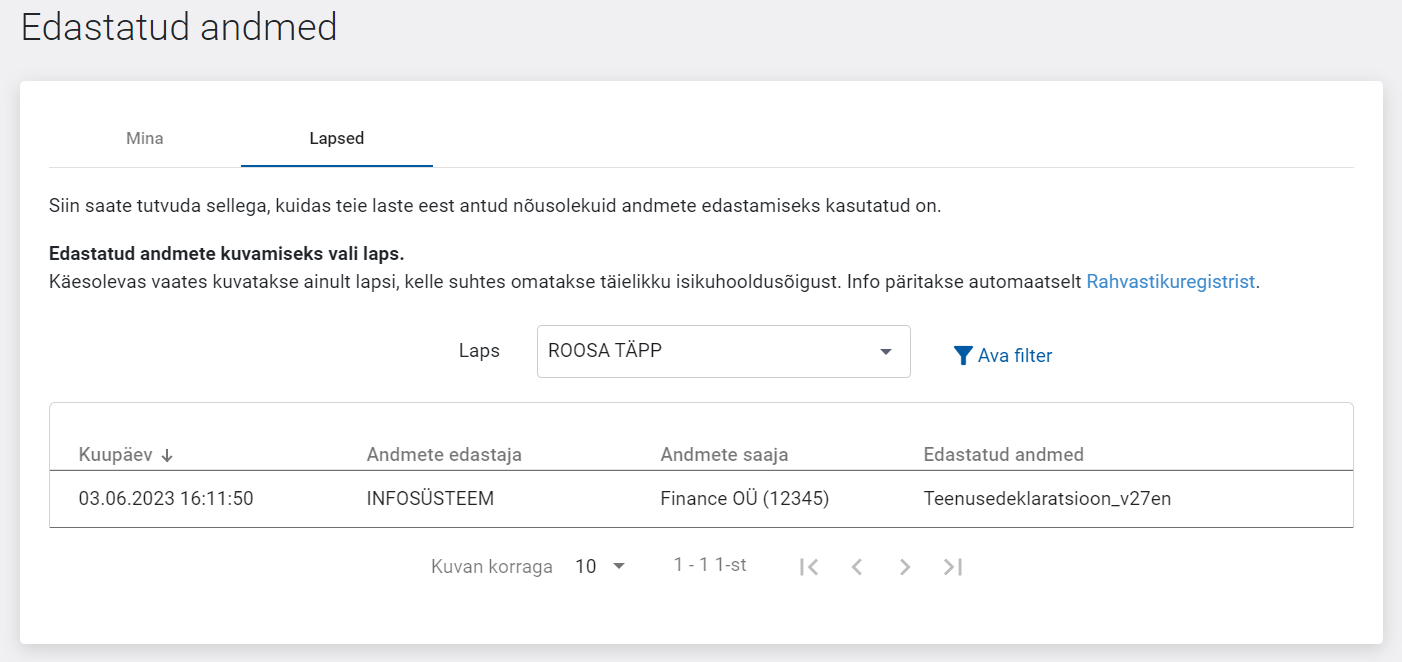 Edastatud andmed
Mina Lapsed
Siin saate tutvuda sellega, kuidas teie laste eest antud nõusolekuid andmete edastamiseks kasutatud on.
Edastatud andmete kuvamiseks vali laps.
Käesolevas vaates kuvatakse ainult lapsi, kelle suhtes omatakse täielikku isikuhooldusõigust. Info päritakse automaatselt Rahvastikuregistrist.
Laps ROOSA TÄPP Ava filter
Kuupäev Andmete edastaja Andmete saaja Edastatud andmed
03.06.2023 16:11:50 INFOSÜSTEEM Finance OÜ (12345) Teenusedeklaratsioon_v27en
Kuvan korraga 10 1 - 1 1-st